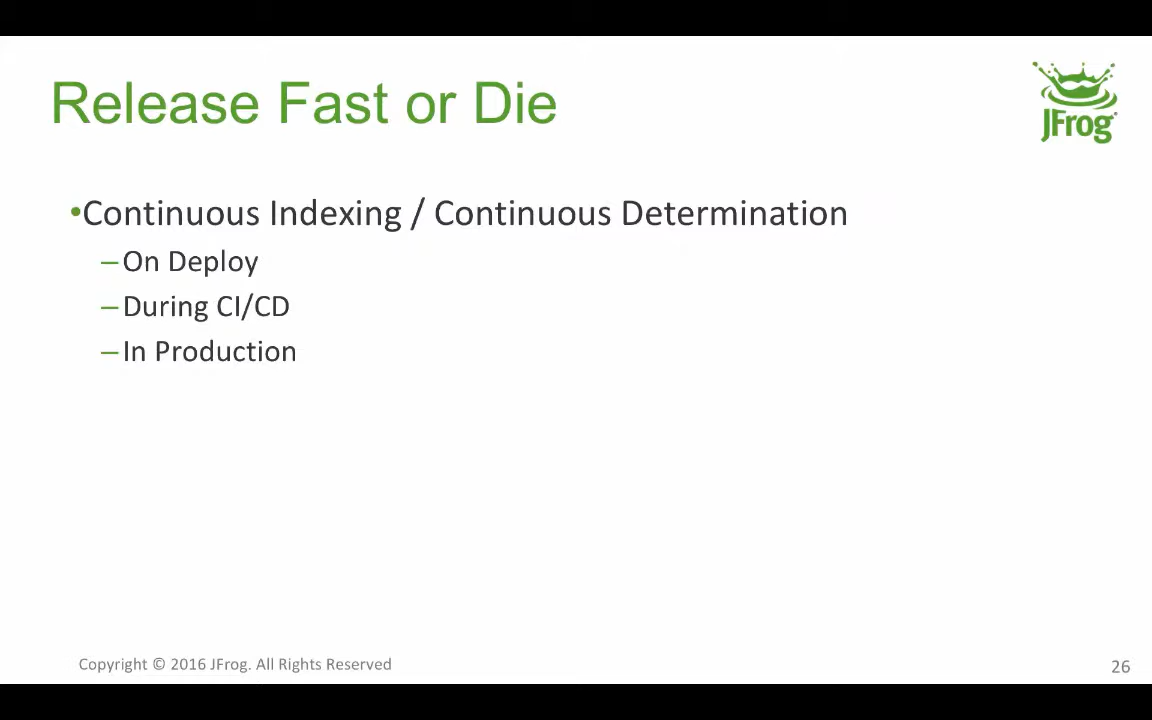 Release Fast or Die
JFrog
•Continuous Indexing / Continuous Determination
–On Deploy
–During CI/CD
–In Production
Copyright © 2016 JFrog. All Rights Reserved
26